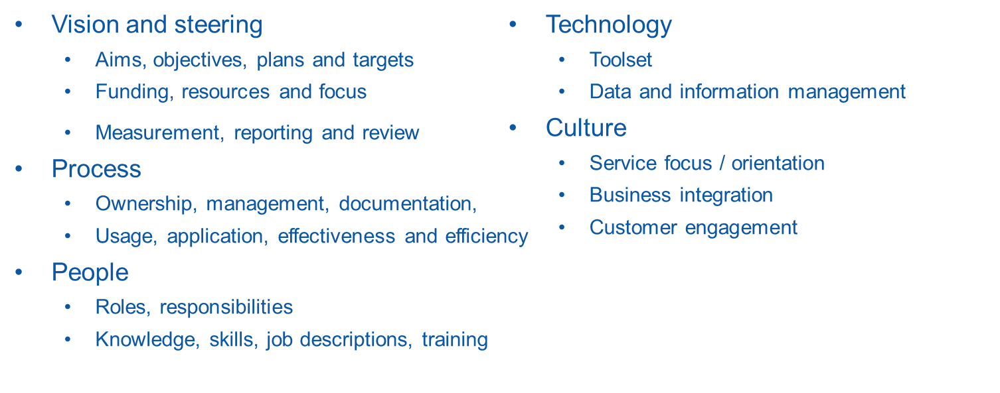 • Vision and steering
• Aims, objectives, plans and targets
• Funding, resources and focus
• Measurement, reporting and review
• Process
• Ownership, management, documentation,
• Usage, application, effectiveness and efficiency
• People
• Roles, responsibilities
• Knowledge, skills, job descriptions, training
• Technology
• Toolset
• Data and information management
• Culture
• Service focus / orientation
• Business integration
• Customer engagement